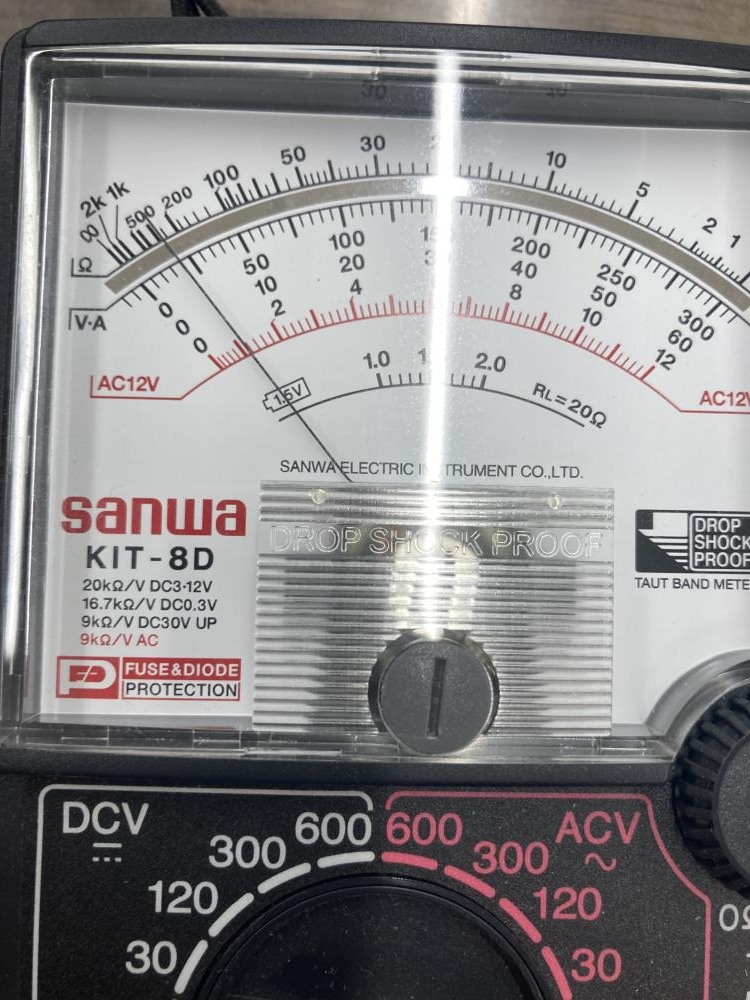 2k 1k 500 200 100 50 30 10 5 2 1
∞
Ω
50 100 200 250 300
0 10 20 40 50 60
0 2 4 8 10 12
0
V·A
AC12V
AC12V
1.0 2.0
1.5V
RL=20Ω
SANWA ELECTRIC INSTRUMENT CO.,LTD.
DROP SHOCK PROOF
sanwa
KIT-8D
20kΩ/V DC3·12V
16.7kΩ/V DC0.3V
9kΩ/V DC30V UP
9kΩ/V AC
FUSE&DIODE
PROTECTION
DROP
SHOCK
PROOF
TAUT BAND METE
DCV
600 600
ACV
300 300
120 120
30 30
0Ω